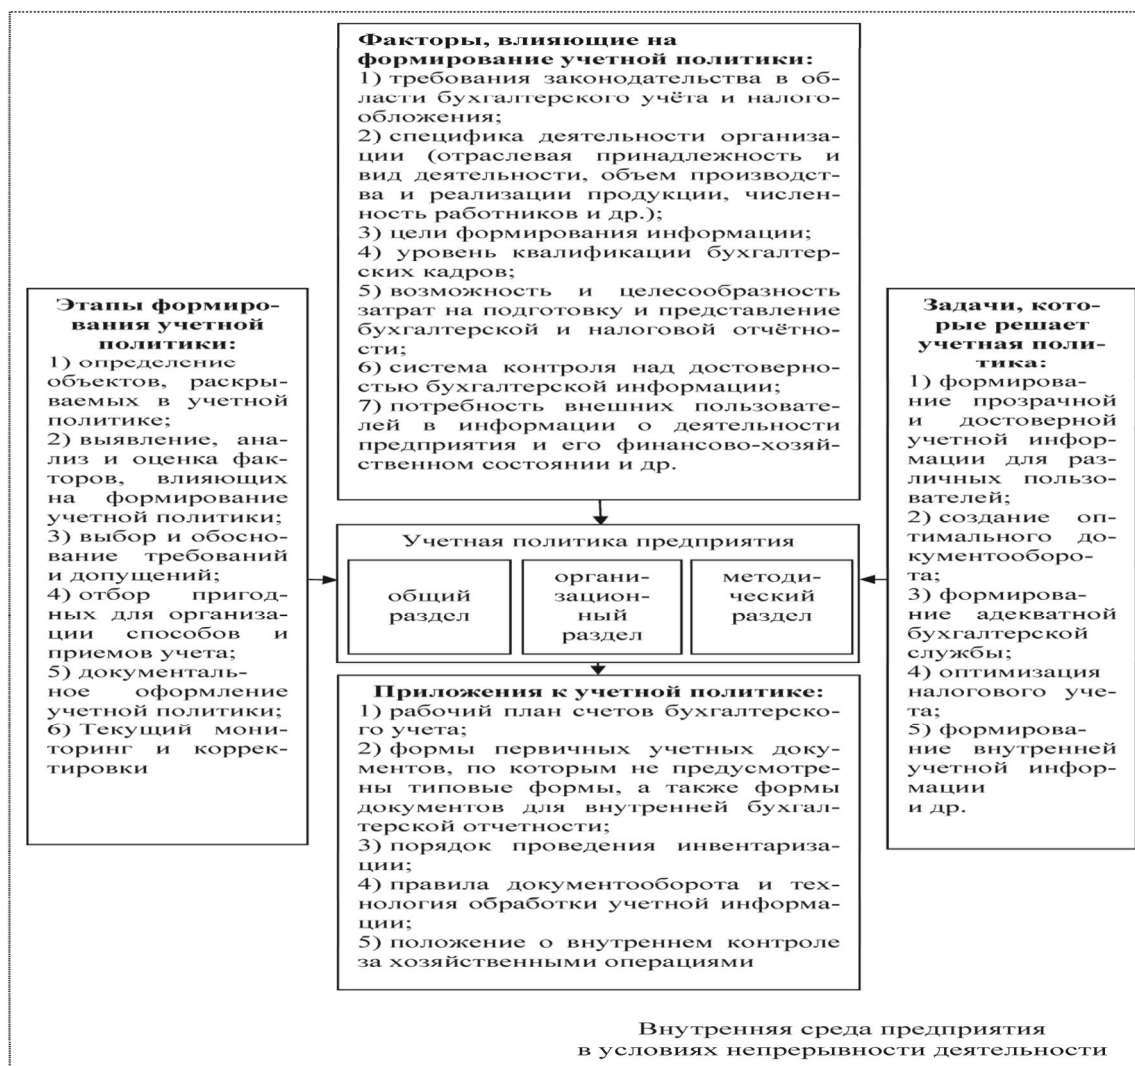 Факторы, влияющие на
формирование учетной политики:
1) требования законодательства в об-
ласти бухгалтерского учёта и налого-
обложения;
2) специфика деятельности организа-
ции (отраслевая принадлежность и
вид деятельности, объем производст-
ва и реализации продукции, числен-
ность работников и др.);
3) цели формирования информации;
4) уровень квалификации бухгалтер-
ских кадров;
5) возможность и целесообразность
затрат на подготовку и представление
бухгалтерской и налоговой отчётно-
сти;
6) система контроля над достоверно-
стью бухгалтерской информации;
7) потребность внешних пользовате-
лей в информации о деятельности
предприятия и его финансово-хозяй-
ственном состоянии и др.
Этапы формиро-
вания учетной
политики:
1) определение
объектов, раскры-
ваемых в учетной
политике;
2) выявление, ана-
лиз и оценка фак-
торов, влияющих
на формирование
учетной политики;
3) выбор и обосно-
вание требований
и допущений;
4) отбор пригод-
ных для организа-
ции способов и
приемов учета;
5) документаль-
ное оформление
учетной политики;
6) Текущий мони-
торинг и коррек-
тировки
Учетная политика предприятия
общий
раздел
органи-
зацион-
ный
раздел
методи-
ческий
раздел
Задачи, кото-
рые решает
учетная поли-
тика:
1) формирова-
ние прозрачной
и достоверной
учетной инфор-
мации для раз-
личных пользо-
вателей;
2) создание оп-
тимального до-
кументооборо-
та;
3) формирование
адекватной
бухгалтерской
службы;
4) оптимизация
налогового уче-
та;
5) формирова-
ние внутренней
учетной инфор-
мации
и др.
Приложения к учетной политике:
1) рабочий план счетов бухгалтерско-
го учета;
2) формы первичных учетных доку-
ментов, по которым не предусмотре-
ны типовые формы, а также формы
документов для внутренней бухгал-
терской отчетности;
3) порядок проведения инвентариза-
ции;
4) правила документооборота и тех-
нология обработки учетной информа-
ции;
5) положение о внутреннем контроле
за хозяйственными операциями
Внутренняя среда предприятия
в условиях непрерывности деятельности